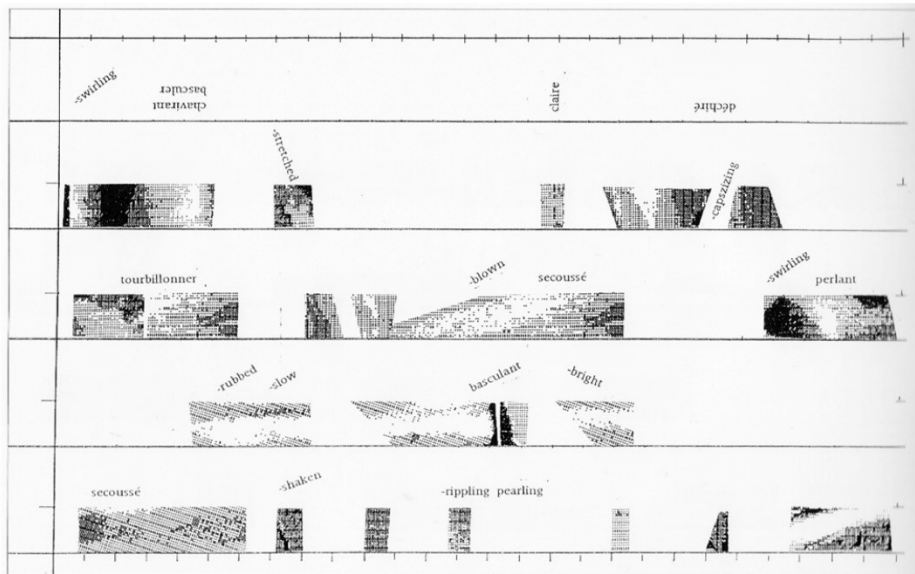 -swirling
chavirant
basculer
claire
déchiré
-stretched
-capszizing
tourbillonner
-blown
secoussé
-swirling
perlant
-rubbed
-slow
basculant
-bright
secoussé
-shaken
-rippling pearling